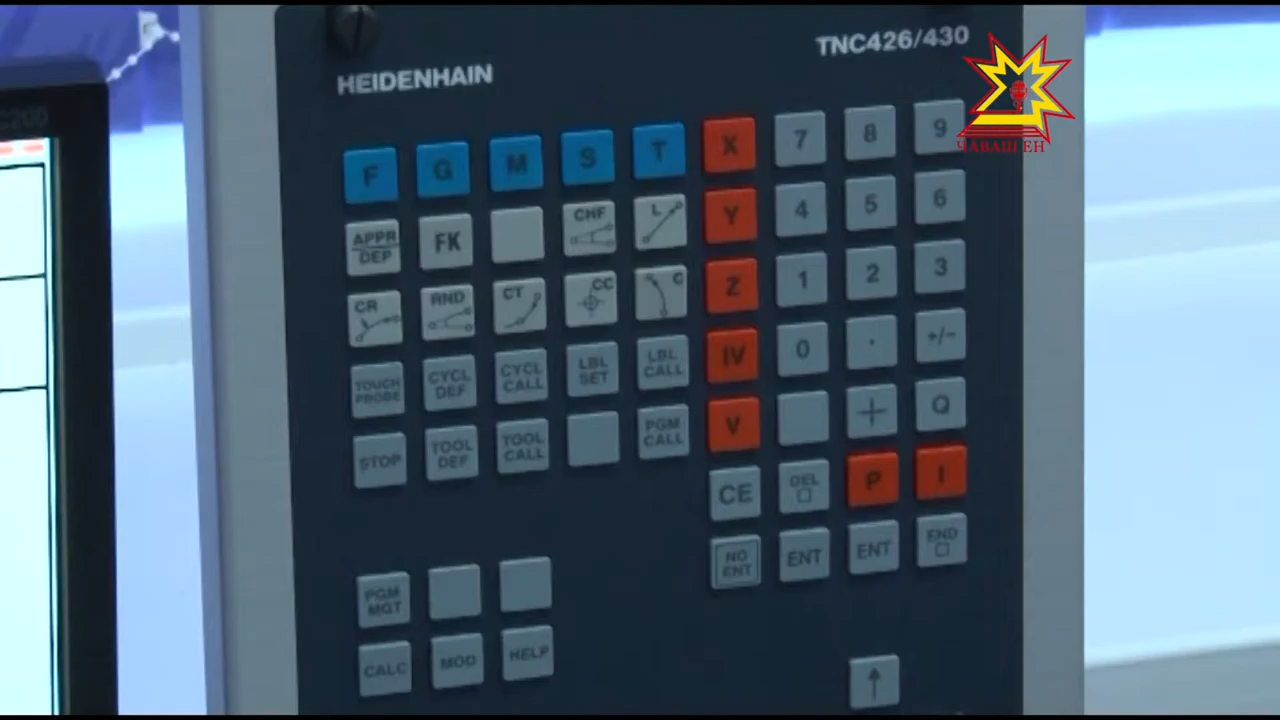 TNC426/430
HEIDENHAIN
ЧĂВАШ ЕН
F G M S T X 7 8 9
APPR DEP FK CHF L Y 4 5 6
CR RND CT CC C Z 1 2 3
TOUCH PROBE CYCL DEF CYCL CALL LBL SET LBL CALL IV 0 . +/-
STOP TOOL DEF TOOL CALL PGM CALL V + Q
CE DEL P I
NO ENT ENT ENT END
PGM MGT
CALC MOD HELP
↑